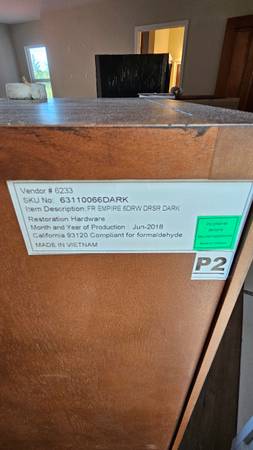 Vendor # 6233
SKU No: 63110066DARK
Item Description: FR EMPIRE 6DRW DRSR DARK
Restoration Hardware
Month and Year of Production : Jun-2018
California 93120 Compliant for formaldehyde
MADE IN VIETNAM
P2